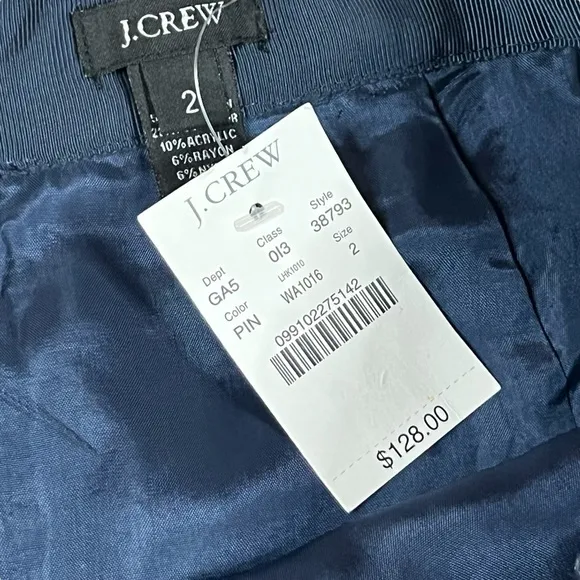 J.CREW
2
10% ACRYLIC
6% RAYON
J.CREW
Dept Class Style
GA5 013 38793
LHK1010
Color WA1016 Size
PIN 2
099102275142
$128.00